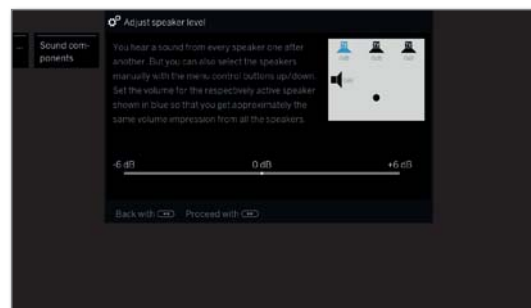 Adjust speaker level
...
Sound com-
ponents
You hear a sound from every speaker one after
another. But you can also select the speakers
manually with the menu control buttons up/down.
Set the volume for the respectively active speaker
shown in blue so that you get approximately the
same volume impression from all the speakers.
-6 dB 0 dB +6 dB
Back with Proceed with